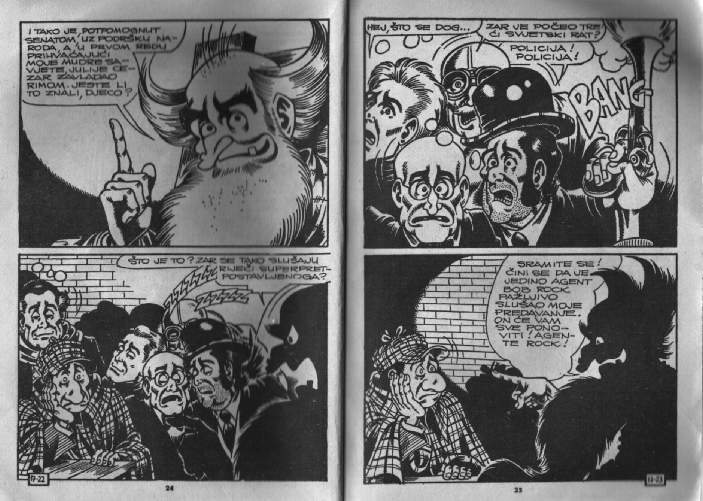 I TAKO JE, POTPOMOGNUT
SENATOM, UZ PODRŠKU NA-
RODA, A U PRVOM REDU
PRIHVAĆAJUĆI
MOJE MUDRE SA-
VJETE, JULIJE CE-
ZAR ZAVLADAO
RIMOM. JESTE LI
TO ZNALI, DJECO?
ŠTO JE TO? ZAR SE TAKO SLUŠAJU
RIJEČI SUPERPRET-
POSTAVLJENOGA?
24
HEJ, ŠTO SE DOG...
ZAR JE POČEO TRE-
ĆI SVJETSKI RAT?
POLICIJA!
POLICIJA!
BANG-
SRAMITE SE!
ČINI SE DA JE
JEDINO AGENT
BOB ROCK
PAŽLJIVO
SLUŠAO MOJE
PREDAVANJE.
ON ĆE VAM
SVE PONO-
VITI! AGEN-
TE ROCK!